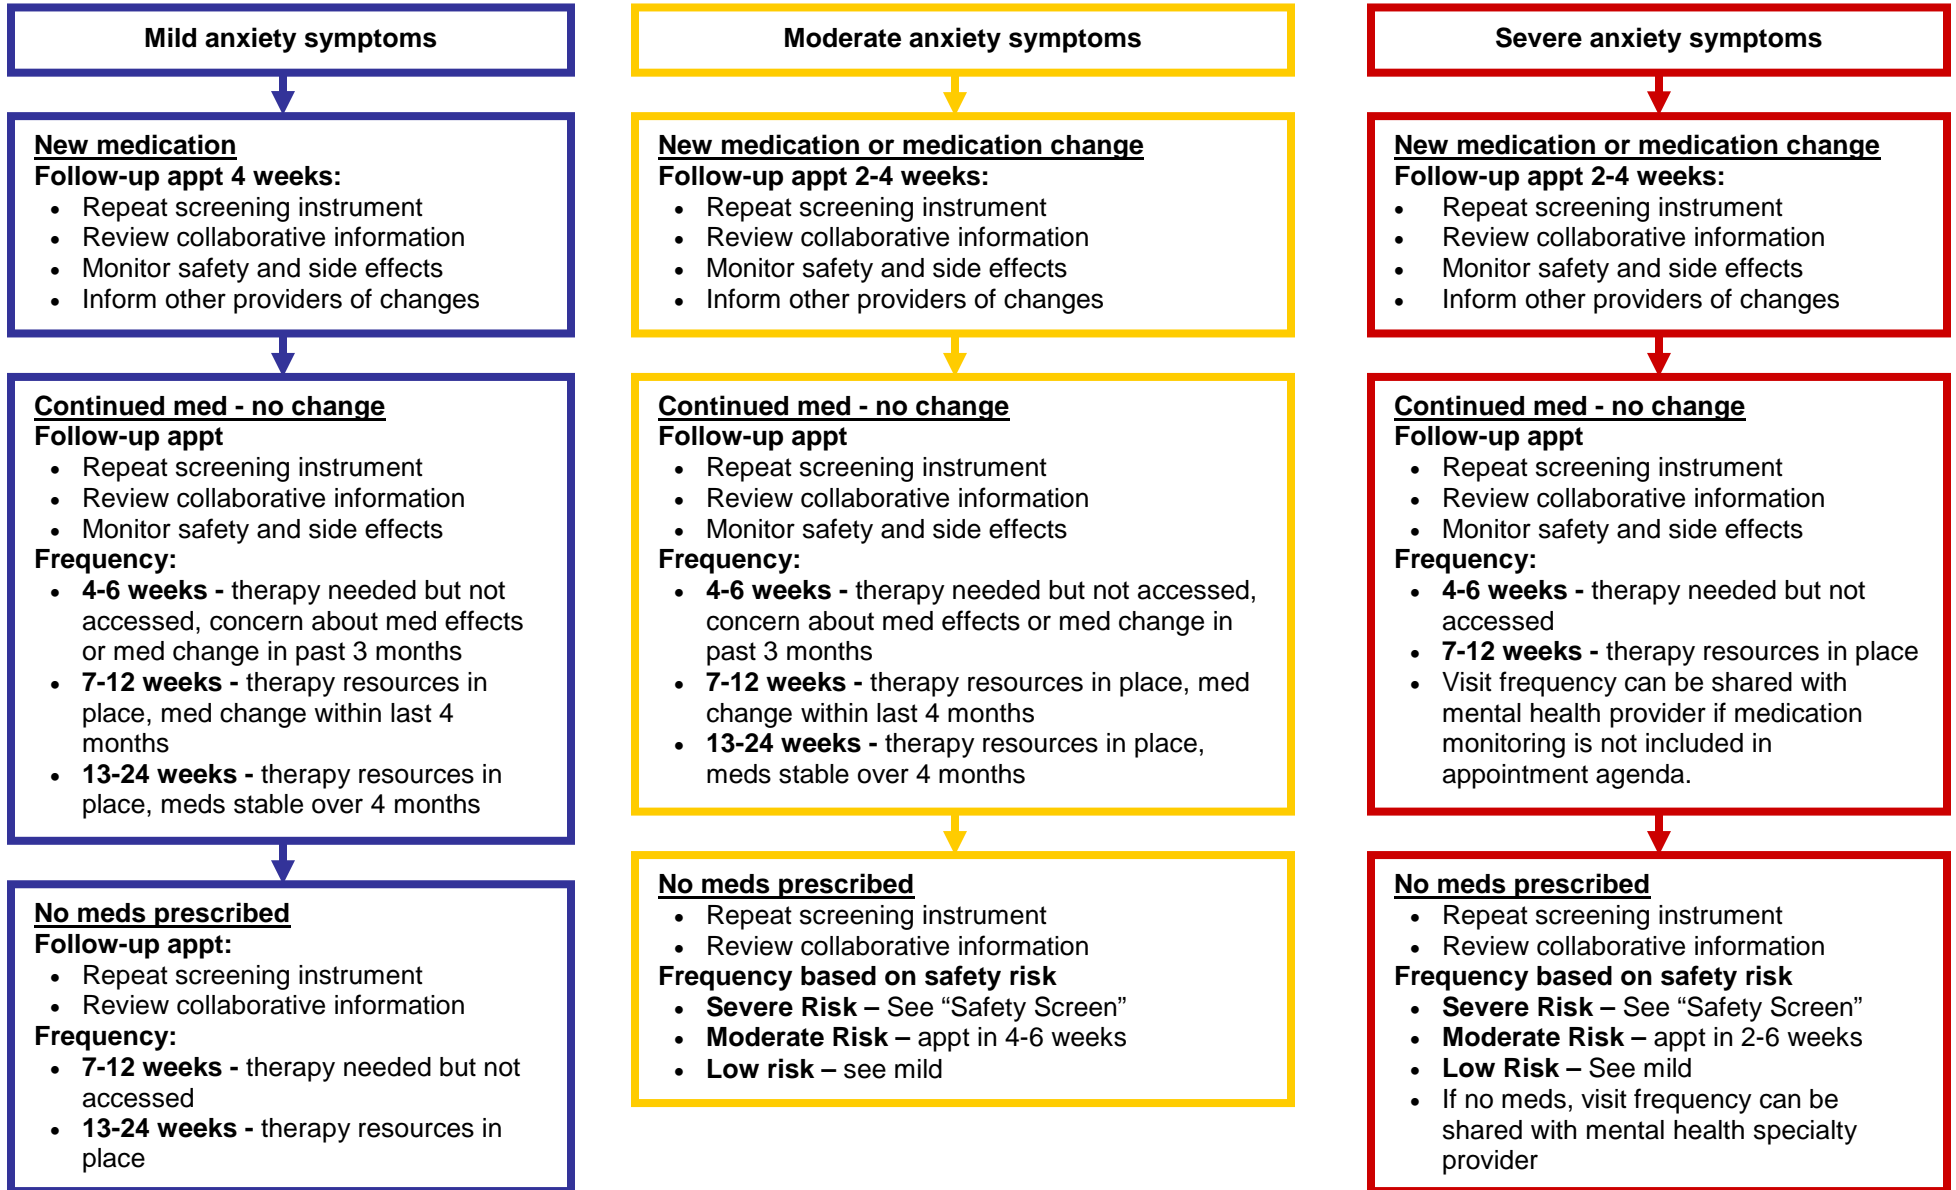 Mild anxiety symptoms
New medication
Follow-up appt 4 weeks:
• Repeat screening instrument
• Review collaborative information
• Monitor safety and side effects
• Inform other providers of changes
Continued med - no change
Follow-up appt
• Repeat screening instrument
• Review collaborative information
• Monitor safety and side effects
Frequency:
• 4-6 weeks - therapy needed but not
accessed, concern about med effects
or med change in past 3 months
• 7-12 weeks - therapy resources in
place, med change within last 4
months
• 13-24 weeks - therapy resources in
place, meds stable over 4 months
No meds prescribed
Follow-up appt:
• Repeat screening instrument
• Review collaborative information
Frequency:
• 7-12 weeks - therapy needed but not
accessed
• 13-24 weeks - therapy resources in
place
Moderate anxiety symptoms
New medication or medication change
Follow-up appt 2-4 weeks:
• Repeat screening instrument
• Review collaborative information
• Monitor safety and side effects
• Inform other providers of changes
Continued med - no change
Follow-up appt
• Repeat screening instrument
• Review collaborative information
• Monitor safety and side effects
Frequency:
• 4-6 weeks - therapy needed but not accessed,
concern about med effects or med change in
past 3 months
• 7-12 weeks - therapy resources in place, med
change within last 4 months
• 13-24 weeks - therapy resources in place,
meds stable over 4 months
No meds prescribed
• Repeat screening instrument
• Review collaborative information
Frequency based on safety risk
• Severe Risk – See “Safety Screen”
• Moderate Risk – appt in 4-6 weeks
• Low risk – see mild
Severe anxiety symptoms
New medication or medication change
Follow-up appt 2-4 weeks:
• Repeat screening instrument
• Review collaborative information
• Monitor safety and side effects
• Inform other providers of changes
Continued med - no change
Follow-up appt
• Repeat screening instrument
• Review collaborative information
• Monitor safety and side effects
Frequency:
• 4-6 weeks - therapy needed but not
accessed
• 7-12 weeks - therapy resources in place
• Visit frequency can be shared with
mental health provider if medication
monitoring is not included in
appointment agenda.
No meds prescribed
• Repeat screening instrument
• Review collaborative information
Frequency based on safety risk
• Severe Risk – See “Safety Screen”
• Moderate Risk – appt in 2-6 weeks
• Low Risk – See mild
• If no meds, visit frequency can be
shared with mental health specialty
provider